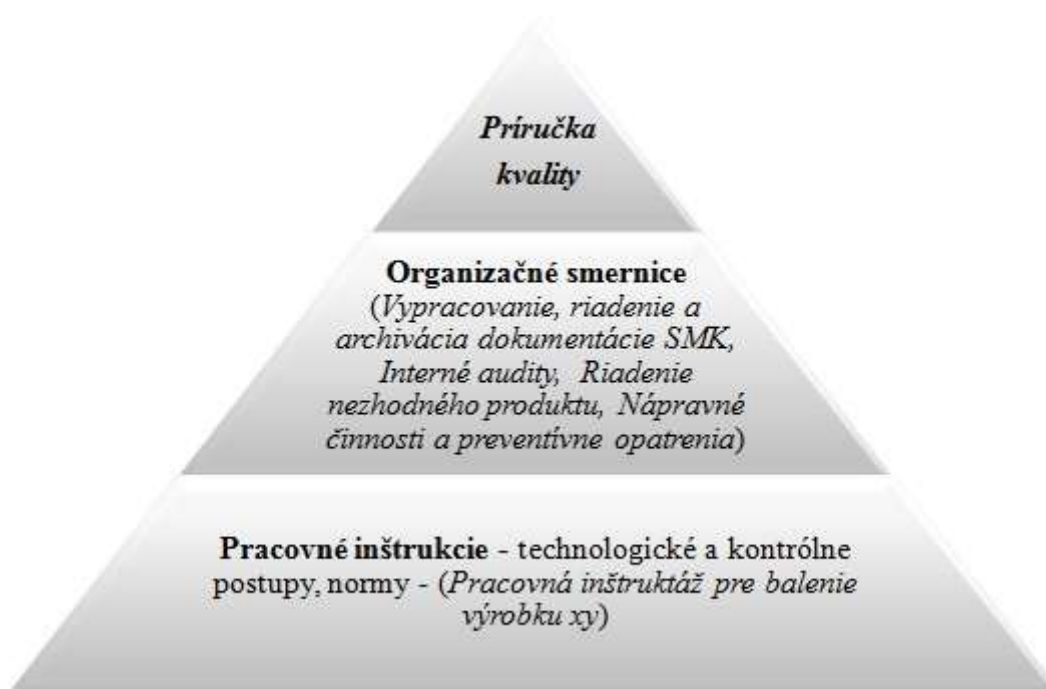 Príručka
kvality
Organizačné smernice
(Vypracovanie, riadenie a
archivácia dokumentácie SMK,
Interné audity, Riadenie
nezhodného produktu, Nápravné
činnosti a preventívne opatrenia)
Pracovné inštrukcie - technologické a kontrólne
postupy, normy - (Pracovná inštruktáž pre balenie
výrobku xy)